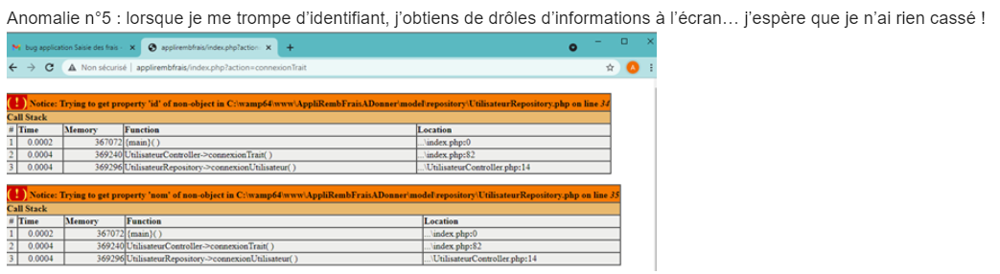 Anomalie n°5 : lorsque je me trompe d’identifiant, j’obtiens de drôles d’informations à l’écran… j’espère que je n’ai rien cassé !
bug application Saisie des frais - × applirembfrais/index.php?action= × +
Non sécurisé | applirembfrais/index.php?action=connexionTrait
( ! ) Notice: Trying to get property 'id' of non-object in C:\wamp64\www\AppliRembFraisADonner\model\repository\UtilisateurRepository.php on line 34
Call Stack
# Time Memory Function Location
1 0.0002 367072 {main}( ) ...\index.php:0
2 0.0004 369240 UtilisateurController->connexionTrait( ) ...\index.php:82
3 0.0004 369296 UtilisateurRepository->connexionUtilisateur( ) ...\UtilisateurController.php:14
( ! ) Notice: Trying to get property 'nom' of non-object in C:\wamp64\www\AppliRembFraisADonner\model\repository\UtilisateurRepository.php on line 35
Call Stack
# Time Memory Function Location
1 0.0002 367072 {main}( ) ...\index.php:0
2 0.0004 369240 UtilisateurController->connexionTrait( ) ...\index.php:82
3 0.0004 369296 UtilisateurRepository->connexionUtilisateur( ) ...\UtilisateurController.php:14